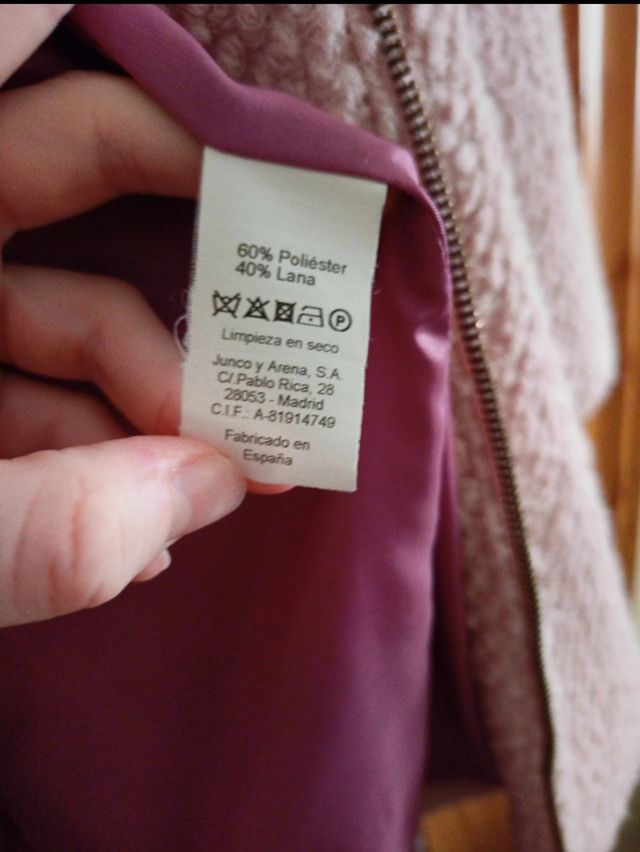 60% Poliéster
40% Lana
P
Limpieza en seco
Junco y Arena, S.A.
C/.Pablo Rica, 28
28053 - Madrid
C.I.F.: A-81914749
Fabricado en
España